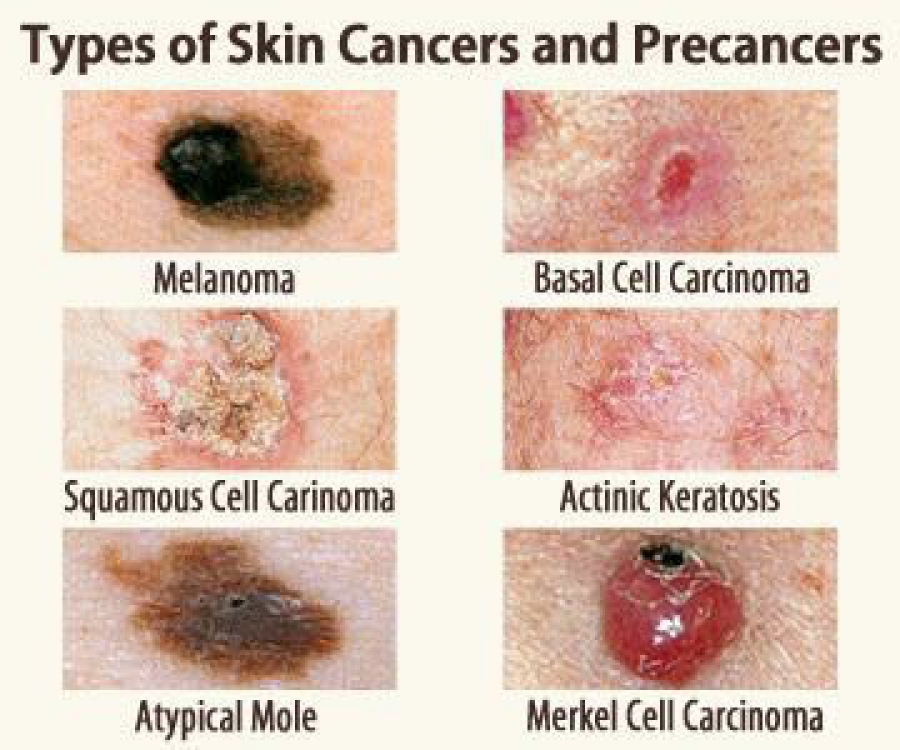 Types of Skin Cancers and Precancers
Melanoma
Basal Cell Carcinoma
Squamous Cell Carinoma
Actinic Keratosis
Atypical Mole
Merkel Cell Carcinoma